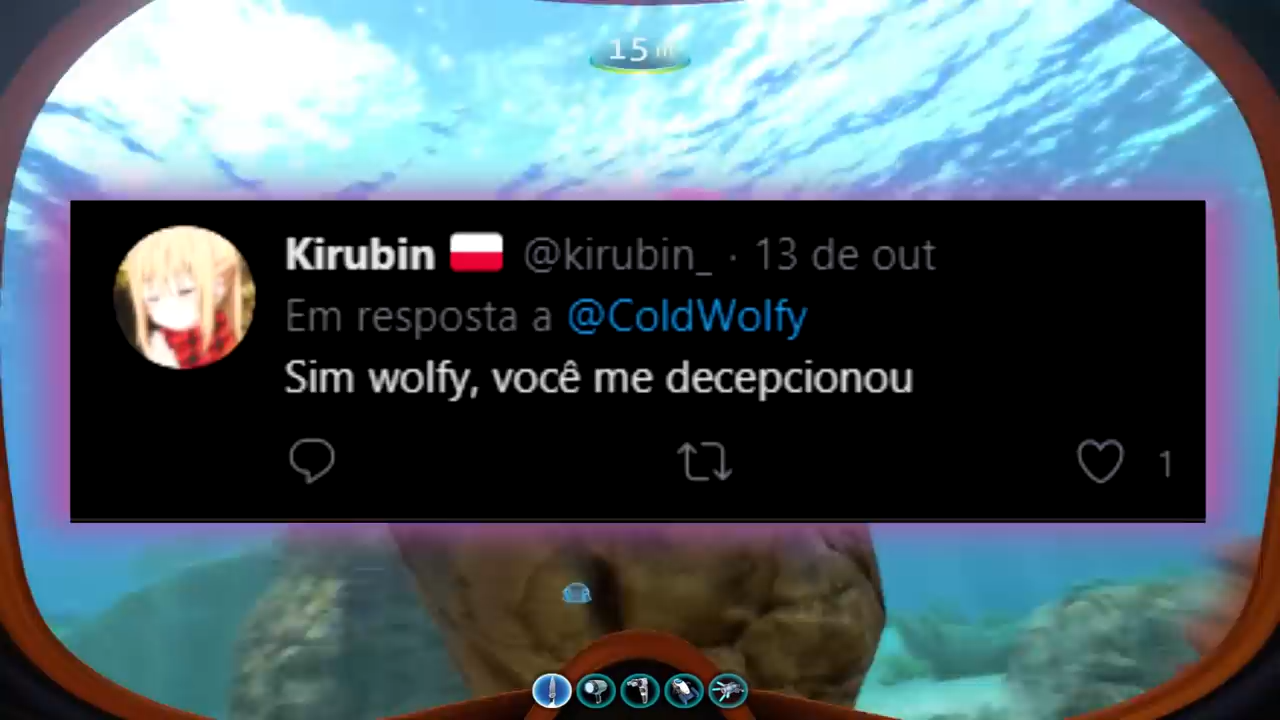 15 m
Kirubin @kirubin_ · 13 de out
Em resposta a @ColdWolfy
Sim wolfy, você me decepcionou
1